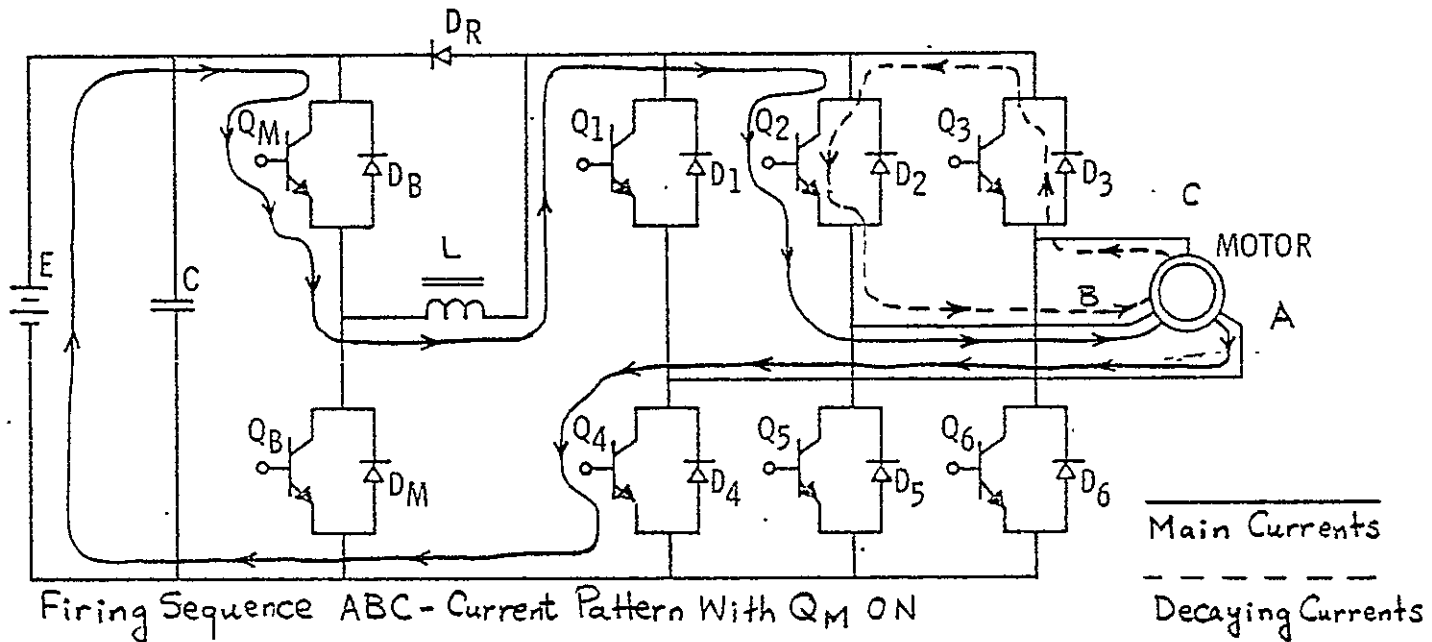 DR
QM
DB
Q1
D1
Q2
D2
Q3
D3
C
MOTOR
E
C
L
B
A
QB
DM
Q4
D4
Q5
D5
Q6
D6
Main Currents
Decaying Currents
Firing Sequence ABC - Current Pattern With QM ON